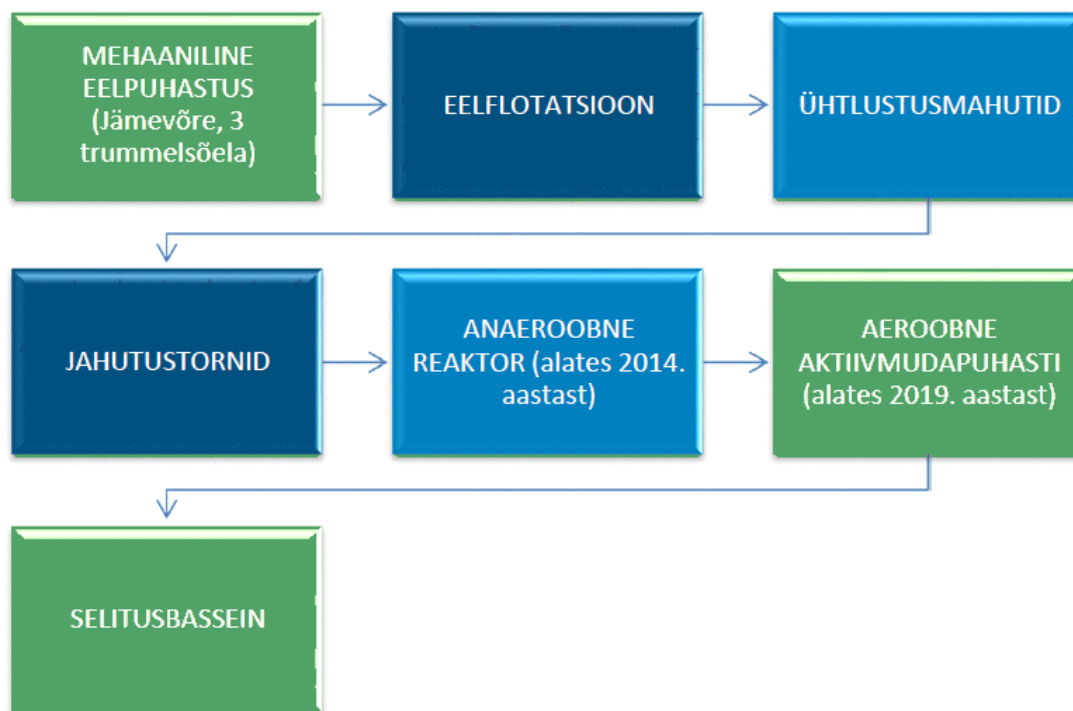 MEHAANILINE
EELPUHASTUS
(Jämevõre, 3
trummelsõela)
EELFLOTATSIOON
ÜHTLUSTUSMAHUTID
JAHUTUSTORNID
ANAEROOBNE
REAKTOR (alates 2014.
aastast)
AEROOBNE
AKTIIVMUDAPUHASTI
(alates 2019. aastast)
SELITUSBASSEIN